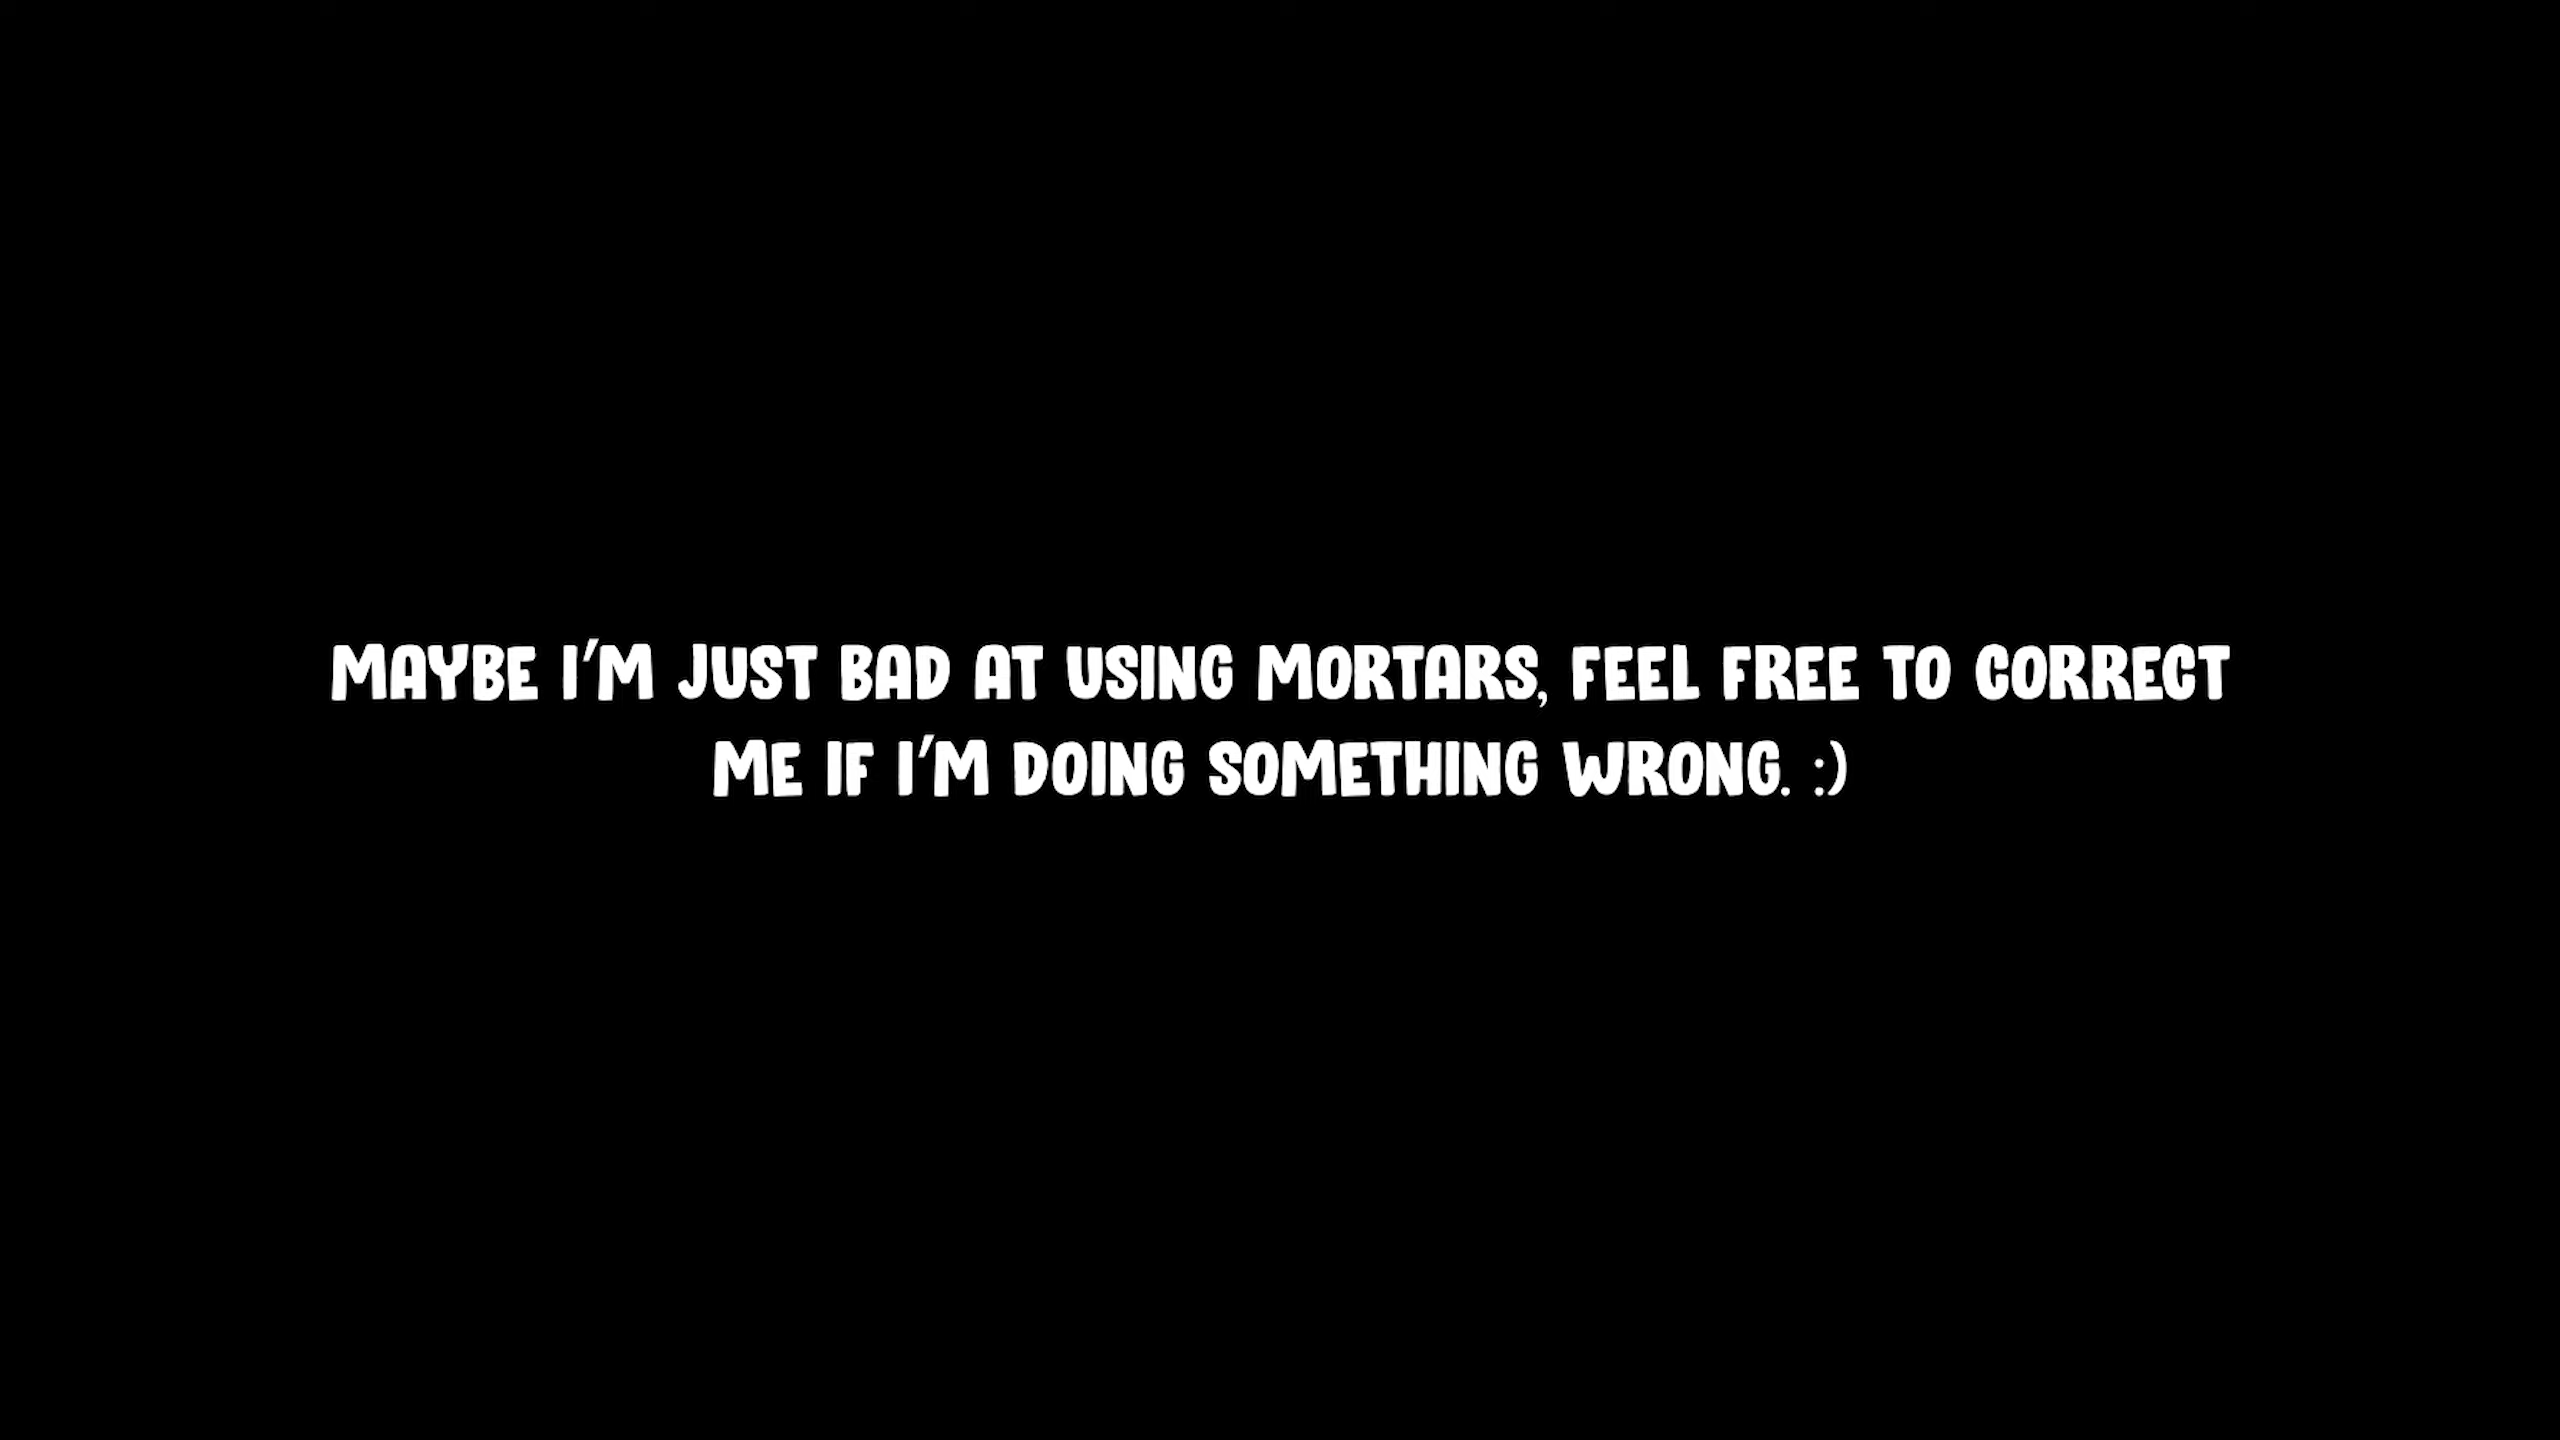 MAYBE I'M JUST BAD AT USING MORTARS, FEEL FREE TO CORRECT
ME IF I'M DOING SOMETHING WRONG. :)